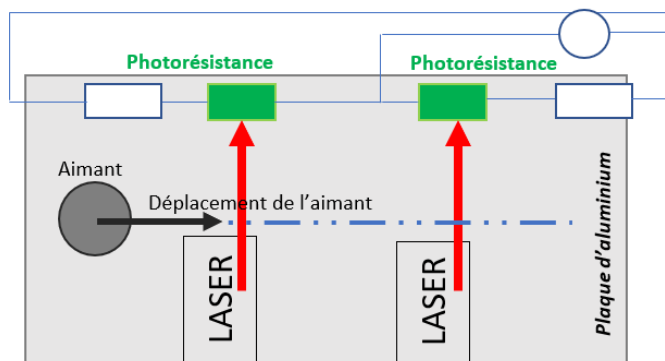 Photorésistance
Photorésistance
Aimant
Déplacement de l'aimant
LASER
LASER
Plaque d'aluminium